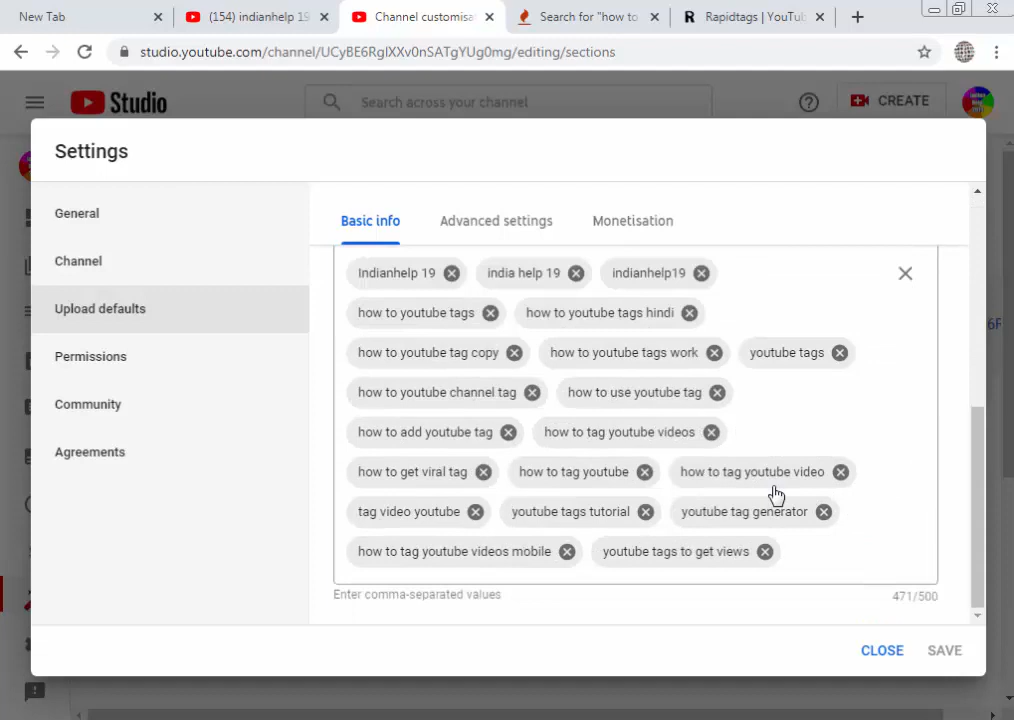 New Tab
(154) indianhelp 19
Channel customisa
Search for "how to
Rapidtags | YouTu
studio.youtube.com/channel/UCyBE6RglXXv0nSATgYUg0mg/editing/sections
Studio
Search across your channel
CREATE
Settings
General
Channel
Upload defaults
Permissions
Community
Agreements
Basic info Advanced settings Monetisation
Indianhelp 19 india help 19 indianhelp19
how to youtube tags how to youtube tags hindi
how to youtube tag copy how to youtube tags work youtube tags
how to youtube channel tag how to use youtube tag
how to add youtube tag how to tag youtube videos
how to get viral tag how to tag youtube how to tag youtube video
tag video youtube youtube tags tutorial youtube tag generator
how to tag youtube videos mobile youtube tags to get views
Enter comma-separated values 471/500
6R
CLOSE SAVE